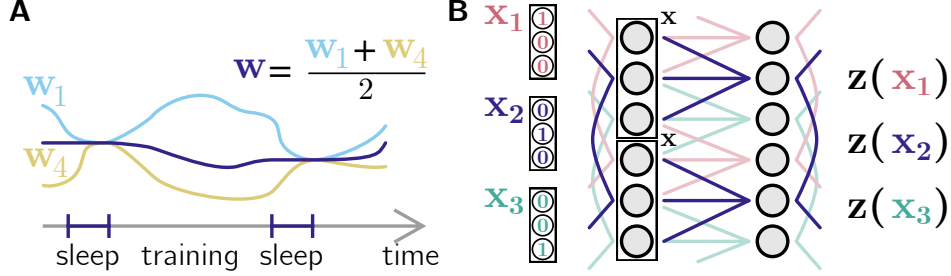 A
w₁
w₄
w = (w₁ + w₄) / 2
sleep training sleep time
B
x₁ 1 0 0
x₂ 0 1 0
x₃ 0 0 1
x
x
z( x₁ )
z( x₂ )
z( x₃ )